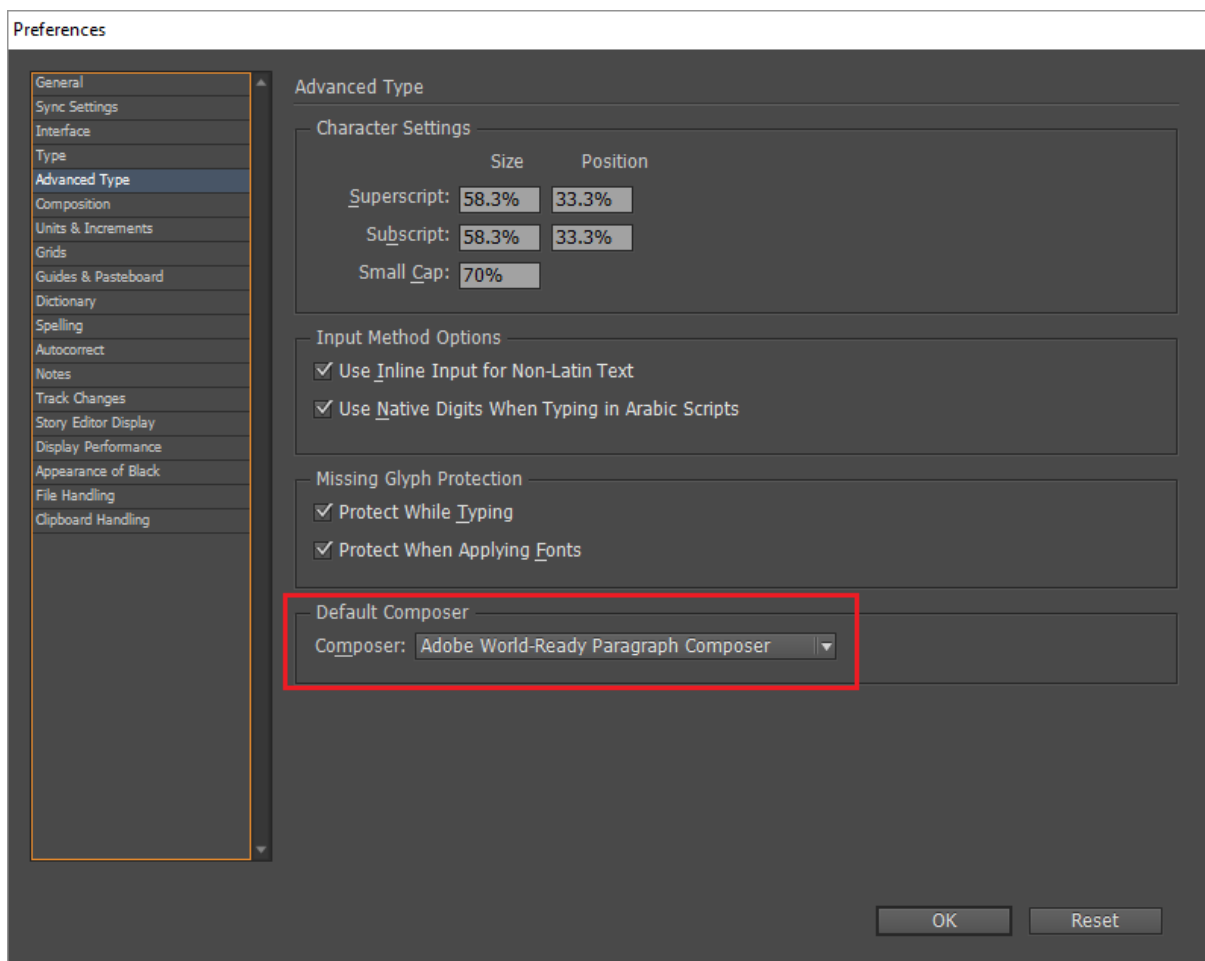 Preferences
General
Sync Settings
Interface
Type
Advanced Type
Composition
Units & Increments
Grids
Guides & Pasteboard
Dictionary
Spelling
Autocorrect
Notes
Track Changes
Story Editor Display
Display Performance
Appearance of Black
File Handling
Clipboard Handling
Advanced Type
Character Settings
Size Position
Superscript: 58.3% 33.3%
Subscript: 58.3% 33.3%
Small Cap: 70%
Input Method Options
Use Inline Input for Non-Latin Text
Use Native Digits When Typing in Arabic Scripts
Missing Glyph Protection
Protect While Typing
Protect When Applying Fonts
Default Composer
Composer: Adobe World-Ready Paragraph Composer
OK Reset